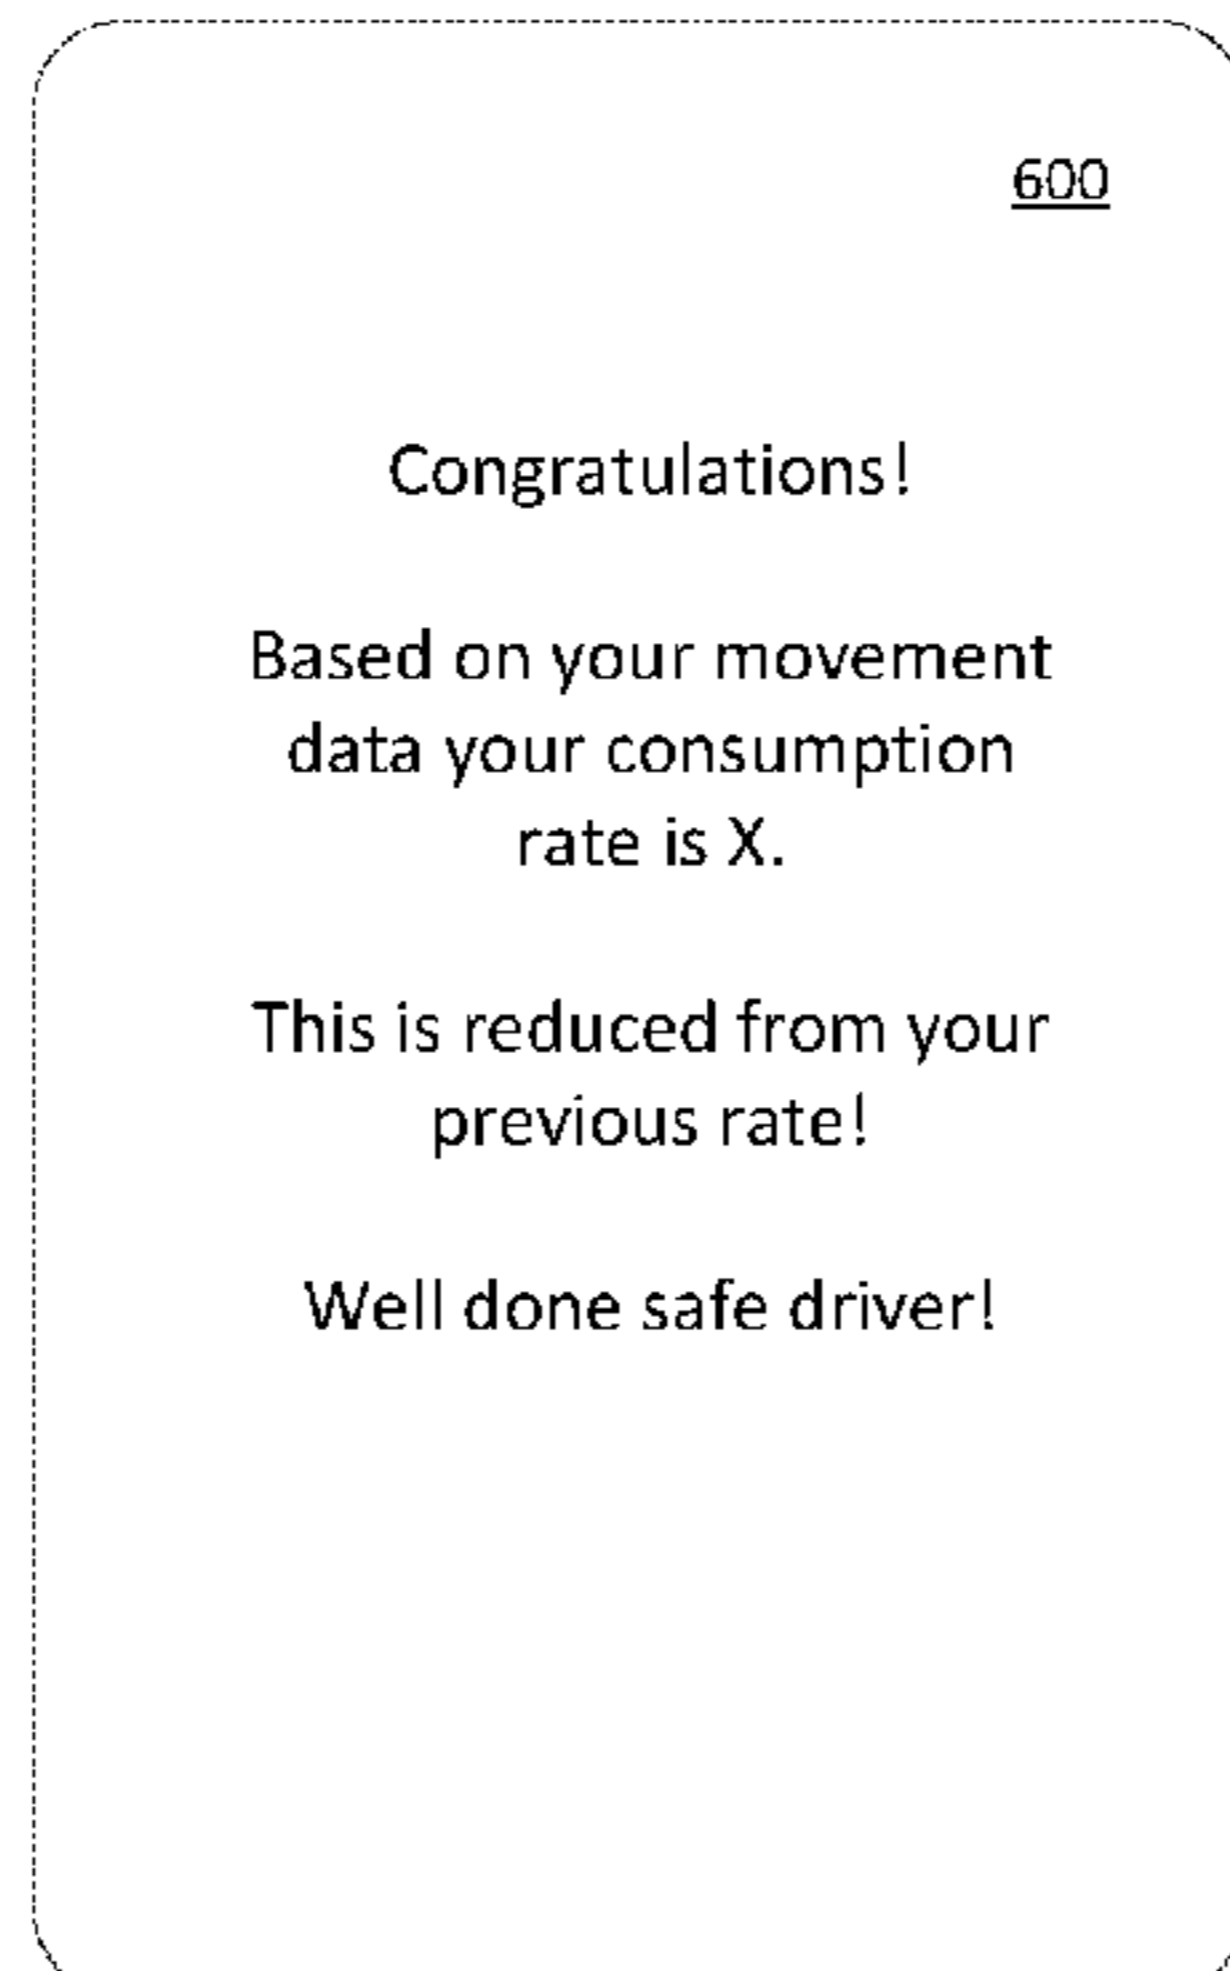 600
Congratulations!
Based on your movement
data your consumption
rate is X.
This is reduced from your
previous rate!
Well done safe driver!